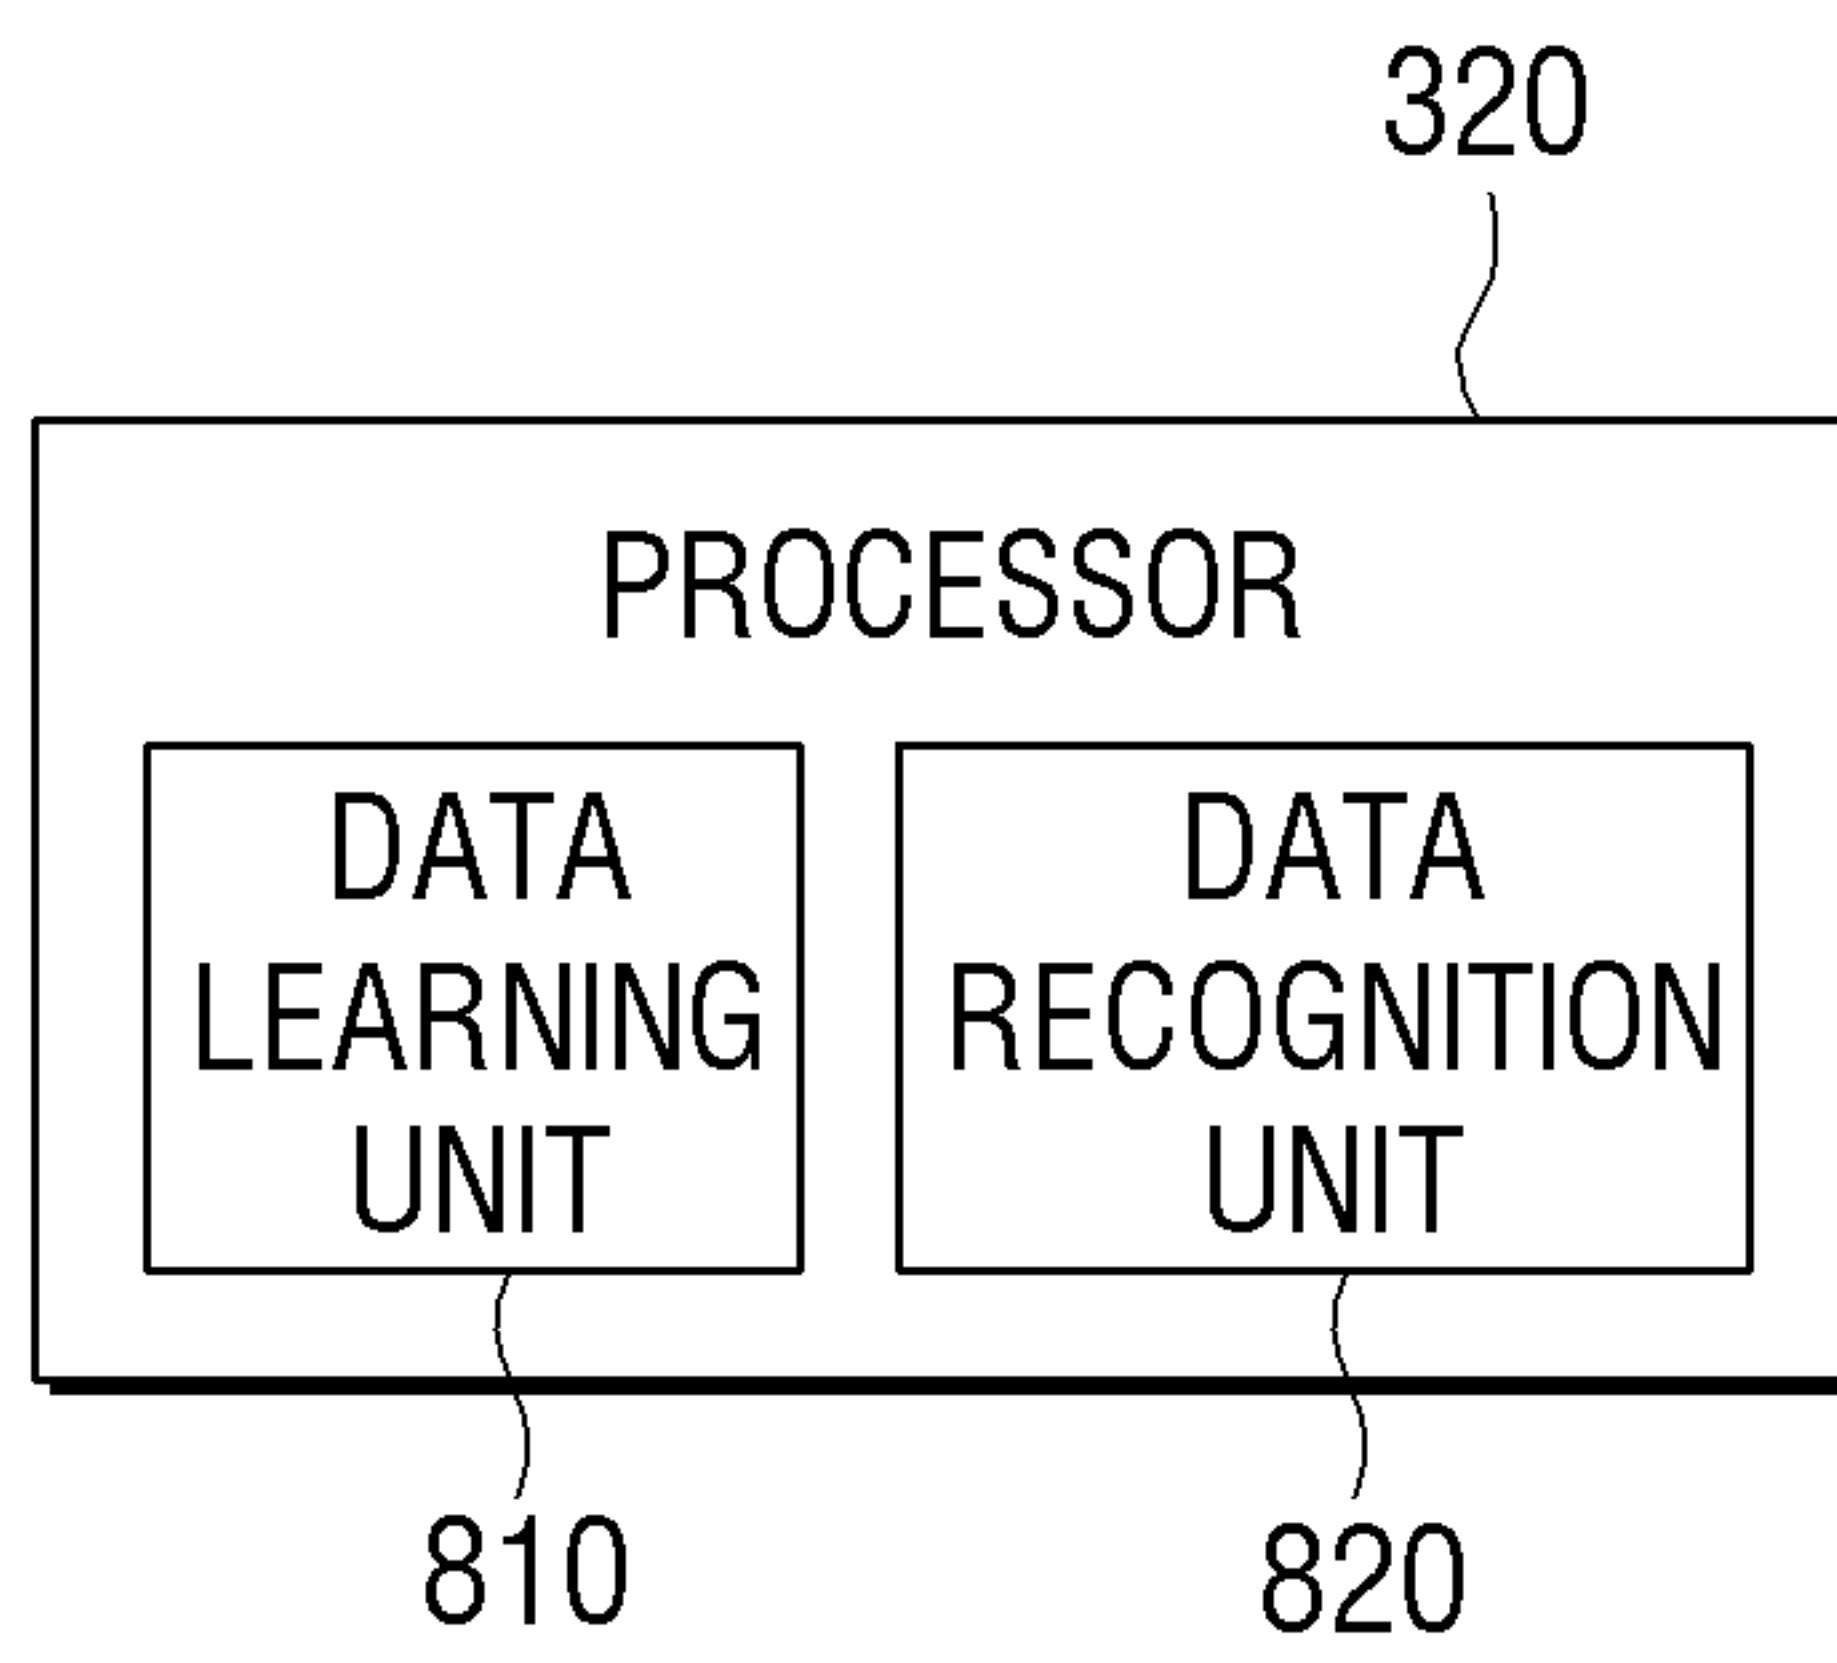 320
PROCESSOR
DATA
LEARNING
UNIT
DATA
RECOGNITION
UNIT
810
820